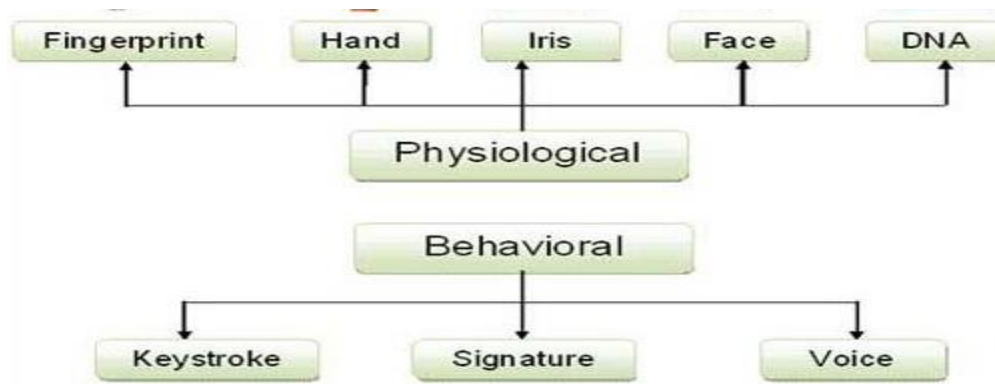 Fingerprint Hand Iris Face DNA
Physiological
Behavioral
Keystroke Signature Voice